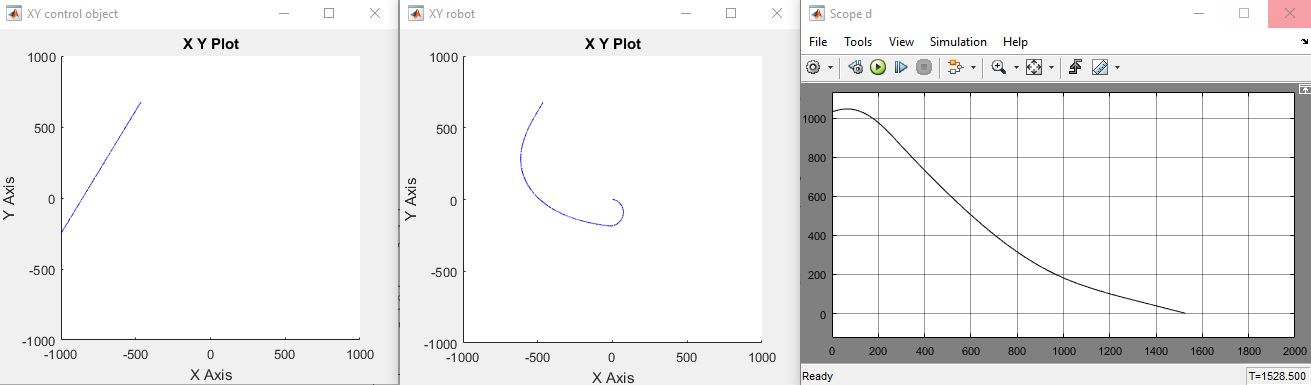 XY control object
X Y Plot
1000
500
0
-500
-1000
-1000
-500
0
500
1000
X Axis
Y Axis
XY robot
X Y Plot
1000
500
0
-500
-1000
-1000
-500
0
500
1000
X Axis
Y Axis
Scope d
File Tools View Simulation Help
1000
800
600
400
200
0
0 200 400 600 800 1000 1200 1400 1600 1800 2000
Ready T=1528.500